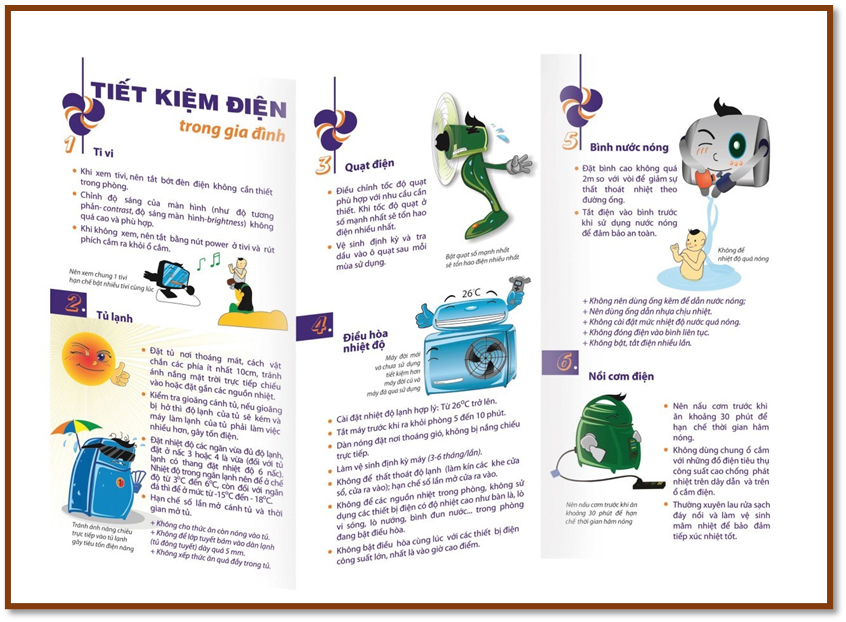 TIẾT KIỆM ĐIỆN
trong gia đình
1 Ti vi
• Khi xem tivi, nên tắt bớt đèn điện không cần thiết
trong phòng.
• Chỉnh độ sáng của màn hình (như độ tương
phản-contrast, độ sáng màn hình-brightness) không
quá cao và phù hợp.
• Khi không xem, nên tắt bằng nút power ở tivi và rút
phích cắm ra khỏi ổ cắm.
Nên xem chung 1 tivi
hạn chế bật nhiều tivi cùng lúc
2. Tủ lạnh
• Đặt tủ nơi thoáng mát, cách vật
chắn các phía ít nhất 10cm, tránh
ánh nắng mặt trời trực tiếp chiếu
vào hoặc đặt gần các nguồn nhiệt.
• Kiểm tra gioăng cánh tủ, nếu gioăng
bị hở thì độ lạnh của tủ sẽ kém và
máy làm lạnh của tủ phải làm việc
nhiều hơn, gây tốn điện.
• Đặt nhiệt độ các ngăn vừa đủ độ lạnh,
đặt ở nấc 3 hoặc 4 là vừa (đối với tủ
lạnh có thang đặt nhiệt độ 6 nấc).
Nhiệt độ trong ngăn lạnh nên để ở chế
độ từ 3⁰C đến 6⁰C, còn đối với ngăn
đá thì để ở mức từ -15⁰C đến - 18⁰C.
• Hạn chế số lần mở cánh tủ và thời
gian mở tủ.
+ Không cho thức ăn còn nóng vào tủ.
+ Không để lớp tuyết bám vào dàn lạnh
(tủ đông tuyết) dày quá 5 mm.
+ Không xếp thức ăn quá đầy trong tủ.
Tránh ánh nắng chiếu
trực tiếp vào tủ lạnh
gây tiêu tốn điện năng
3 Quạt điện
• Điều chỉnh tốc độ quạt
phù hợp với nhu cầu cần
thiết. Khi tốc độ quạt ở
số mạnh nhất sẽ tốn hao
điện nhiều nhất.
• Vệ sinh định kỳ và tra
dầu vào ổ quạt sau mỗi
mùa sử dụng.
Bật quạt số mạnh nhất
sẽ tốn hao điện nhiều nhất
4. Điều hòa
nhiệt độ
26°C
Máy đời mới
và chưa sử dụng
tiết kiệm hơn
máy đời cũ và
máy đã qua sử dụng
• Cài đặt nhiệt độ lạnh hợp lý: Từ 26⁰C trở lên.
• Tắt máy trước khi ra khỏi phòng 5 đến 10 phút.
• Dàn nóng đặt nơi thoáng gió, không bị nắng chiếu
trực tiếp.
• Làm vệ sinh định kỳ máy (3-6 tháng/lần).
• Không để thất thoát độ lạnh (làm kín các khe cửa
sổ, cửa ra vào); hạn chế số lần mở cửa ra vào.
• Không để các nguồn nhiệt trong phòng, không sử
dụng các thiết bị điện có độ nhiệt cao như bàn là, lò
vi sóng, lò nướng, bình đun nước... trong phòng
đang bật điều hòa.
• Không bật điều hòa cùng lúc với các thiết bị điện
công suất lớn, nhất là vào giờ cao điểm.
5 Bình nước nóng
• Đặt bình cao không quá
2m so với vòi để giảm sự
thất thoát nhiệt theo
đường ống.
• Tắt điện vào bình trước
khi sử dụng nước nóng
để đảm bảo an toàn.
Không để
nhiệt độ quá nóng
+ Không nên dùng ống kẽm để dẫn nước nóng;
+ Nên dùng ống dẫn nhựa chịu nhiệt.
+ Không cài đặt mức nhiệt độ nước quá nóng.
+ Không đóng điện vào bình liên tục.
+ Không bật, tắt điện nhiều lần.
6. Nồi cơm điện
• Nên nấu cơm trước khi
ăn khoảng 30 phút để
hạn chế thời gian hâm
nóng.
• Không dùng chung ổ cắm
với những đồ điện tiêu thụ
công suất cao chống phát
nhiệt trên dây dẫn và trên
ổ cắm điện.
• Thường xuyên lau rửa sạch
đáy nồi và làm vệ sinh
mâm nhiệt để bảo đảm
tiếp xúc nhiệt tốt.
Nên nấu cơm trước khi ăn
khoảng 30 phút để hạn
chế thời gian hâm nóng